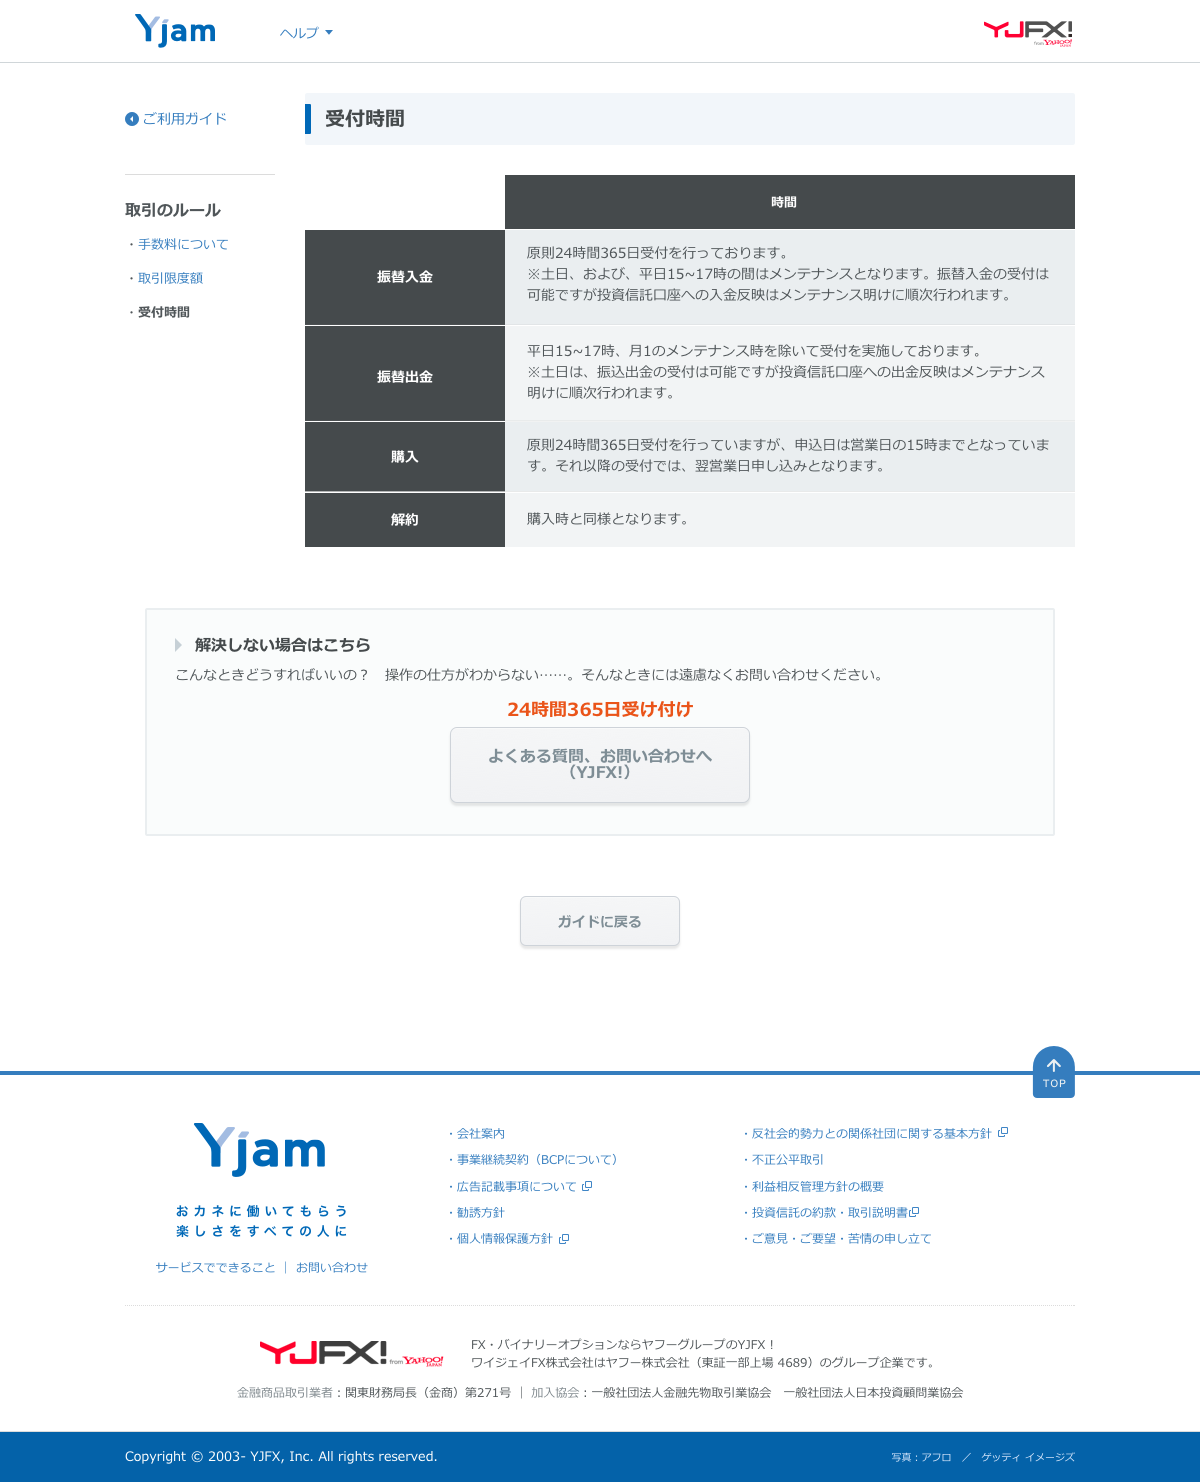 Yjam
ヘルプ
YJFX!
from YAHOO! JAPAN
ご利用ガイド
受付時間
取引のルール
・手数料について
・取引限度額
・受付時間
時間
振替入金
原則24時間365日受付を行っております。
※土日、および、平日15~17時の間はメンテナンスとなります。振替入金の受付は
可能ですが投資信託口座への入金反映はメンテナンス明けに順次行われます。
振替出金
平日15~17時、月1のメンテナンス時を除いて受付を実施しております。
※土日は、振込出金の受付は可能ですが投資信託口座への出金反映はメンテナンス
明けに順次行われます。
購入
原則24時間365日受付を行っていますが、申込日は営業日の15時までとなっていま
す。それ以降の受付では、翌営業日申し込みとなります。
解約
購入時と同様となります。
解決しない場合はこちら
こんなときどうすればいいの？　操作の仕方がわからない……。そんなときには遠慮なくお問い合わせください。
24時間365日受け付け
よくある質問、お問い合わせへ
（YJFX!）
ガイドに戻る
TOP
Yjam
おカネに働いてもらう
楽しさをすべての人に
サービスでできること ｜ お問い合わせ
・会社案内
・事業継続契約（BCPについて）
・広告記載事項について
・勧誘方針
・個人情報保護方針
・反社会的勢力との関係社団に関する基本方針
・不正公平取引
・利益相反管理方針の概要
・投資信託の約款・取引説明書
・ご意見・ご要望・苦情の申し立て
YJFX! from YAHOO! JAPAN
FX・バイナリーオプションならヤフーグループのYJFX！
ワイジェイFX株式会社はヤフー株式会社（東証一部上場 4689）のグループ企業です。
金融商品取引業者：関東財務局長（金商）第271号 ｜ 加入協会：一般社団法人金融先物取引業協会　一般社団法人日本投資顧問業協会
Copyright © 2003- YJFX, Inc. All rights reserved.
写真：アフロ　／　ゲッティ イメージズ